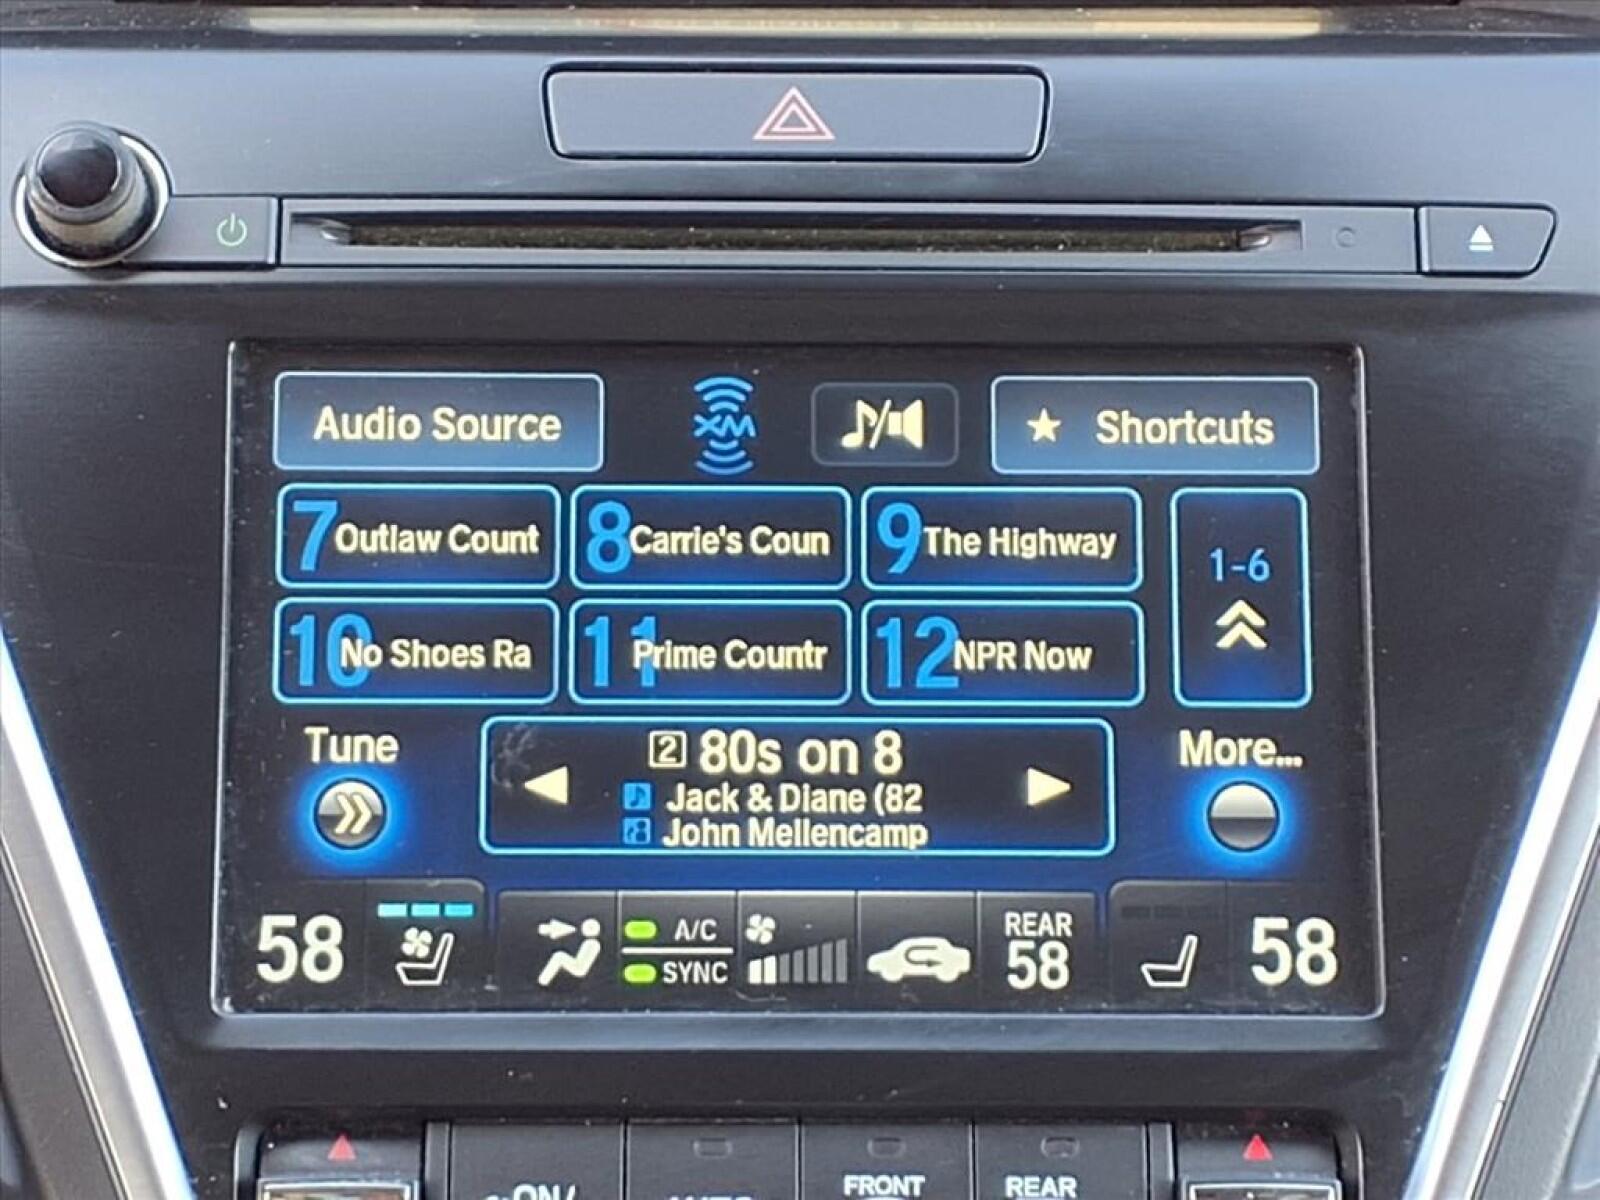 Audio Source
XM
★ Shortcuts
7 Outlaw Count
8 Carrie's Coun
9 The Highway
1-6
10 No Shoes Ra
11 Prime Countr
12 NPR Now
Tune
2 80s on 8
Jack & Diane (82
John Mellencamp
More...
58
A/C
SYNC
REAR
58
58
ON/
AUTO
FRONT
REAR